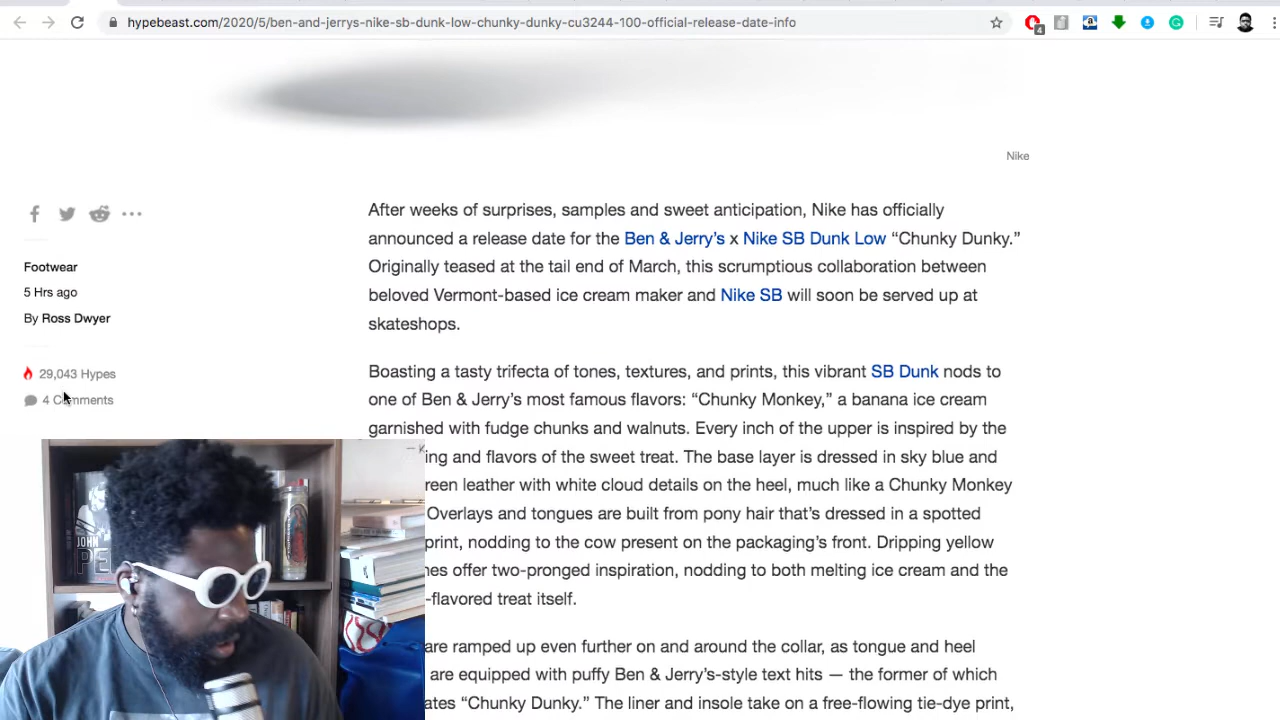 hypebeast.com/2020/5/ben-and-jerrys-nike-sb-dunk-low-chunky-dunky-cu3244-100-official-release-date-info
4
Nike
After weeks of surprises, samples and sweet anticipation, Nike has officially
announced a release date for the Ben & Jerry’s x Nike SB Dunk Low “Chunky Dunky.”
Originally teased at the tail end of March, this scrumptious collaboration between
beloved Vermont-based ice cream maker and Nike SB will soon be served up at
skateshops.
Footwear
5 Hrs ago
By Ross Dwyer
29,043 Hypes
4 Comments
Boasting a tasty trifecta of tones, textures, and prints, this vibrant SB Dunk nods to
one of Ben & Jerry’s most famous flavors: “Chunky Monkey,” a banana ice cream
garnished with fudge chunks and walnuts. Every inch of the upper is inspired by the
ing and flavors of the sweet treat. The base layer is dressed in sky blue and
reen leather with white cloud details on the heel, much like a Chunky Monkey
Overlays and tongues are built from pony hair that’s dressed in a spotted
print, nodding to the cow present on the packaging’s front. Dripping yellow
nes offer two-pronged inspiration, nodding to both melting ice cream and the
-flavored treat itself.
are ramped up even further on and around the collar, as tongue and heel
are equipped with puffy Ben & Jerry’s-style text hits — the former of which
ates “Chunky Dunky.” The liner and insole take on a free-flowing tie-dye print,
JOHN
PE